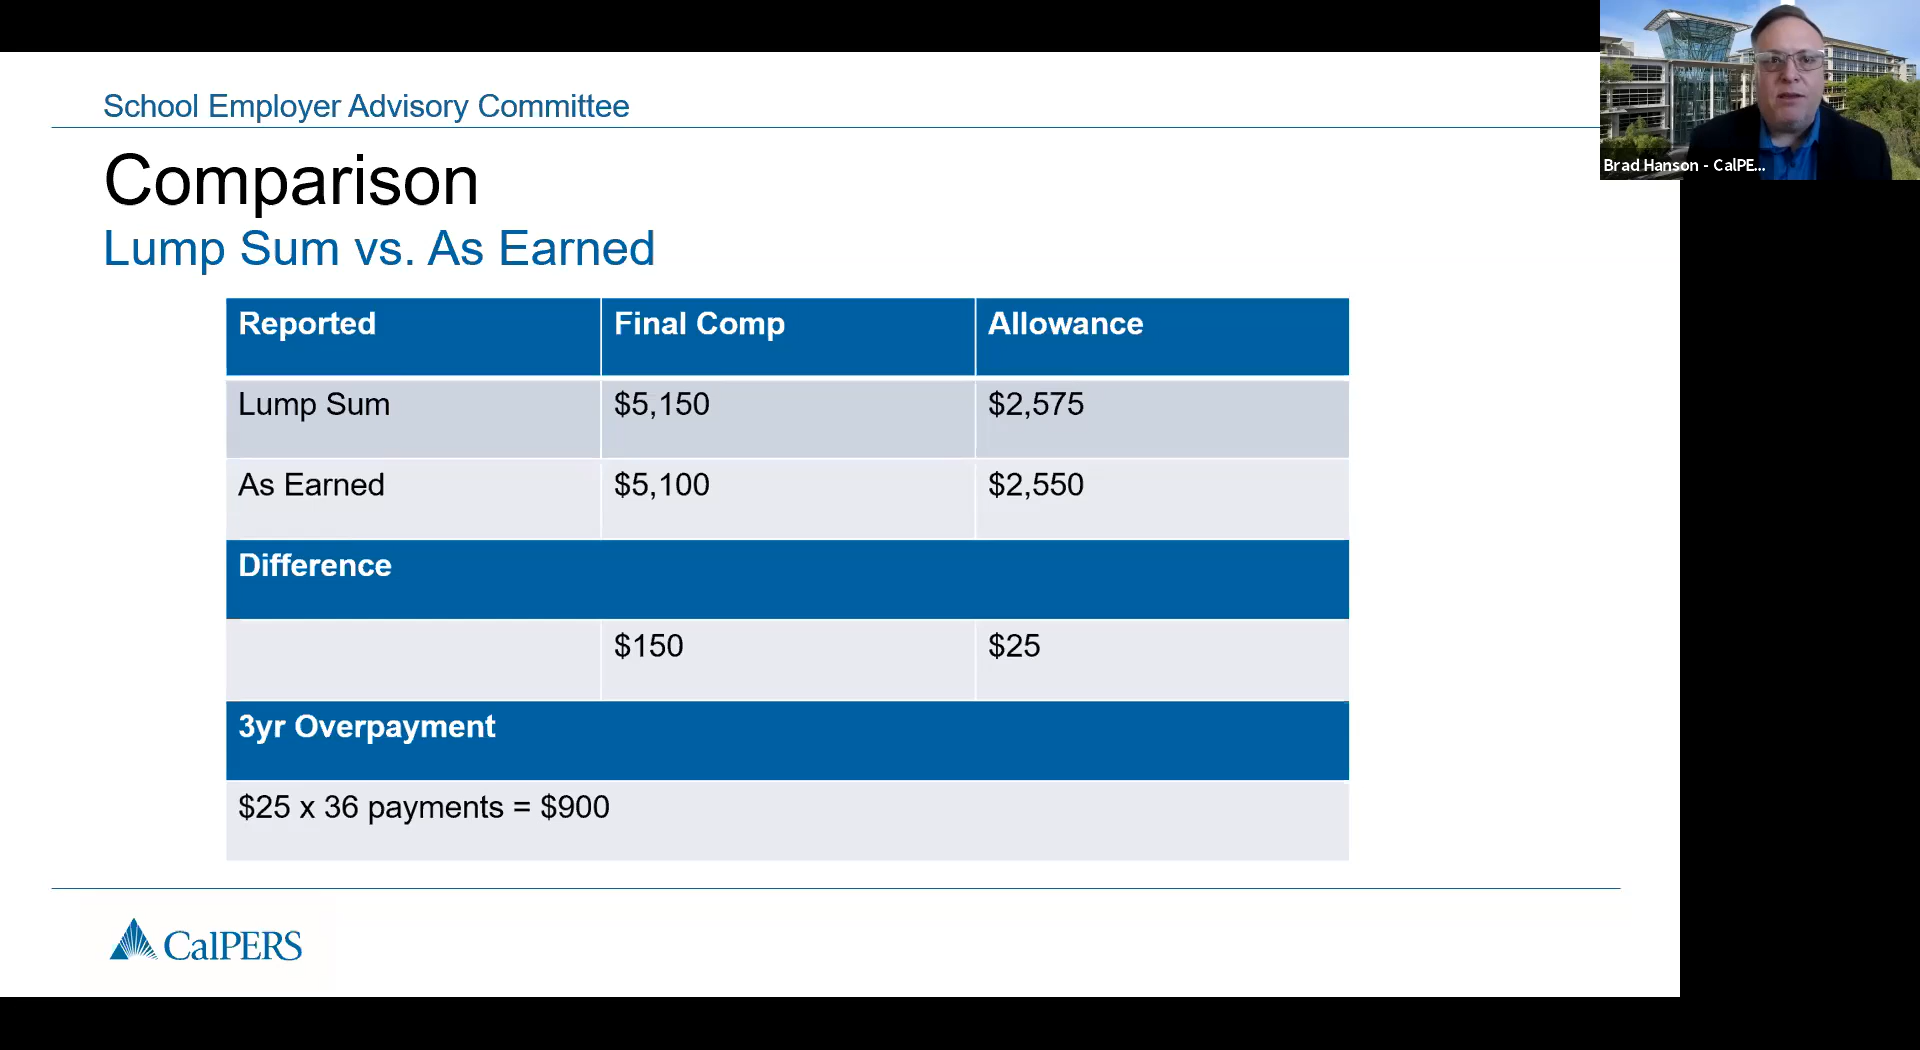 School Employer Advisory Committee
Comparison
Lump Sum vs. As Earned
Reported Final Comp Allowance
Lump Sum $5,150 $2,575
As Earned $5,100 $2,550
Difference
$150 $25
3yr Overpayment
$25 x 36 payments = $900
CalPERS
Brad Hanson - CalPE...